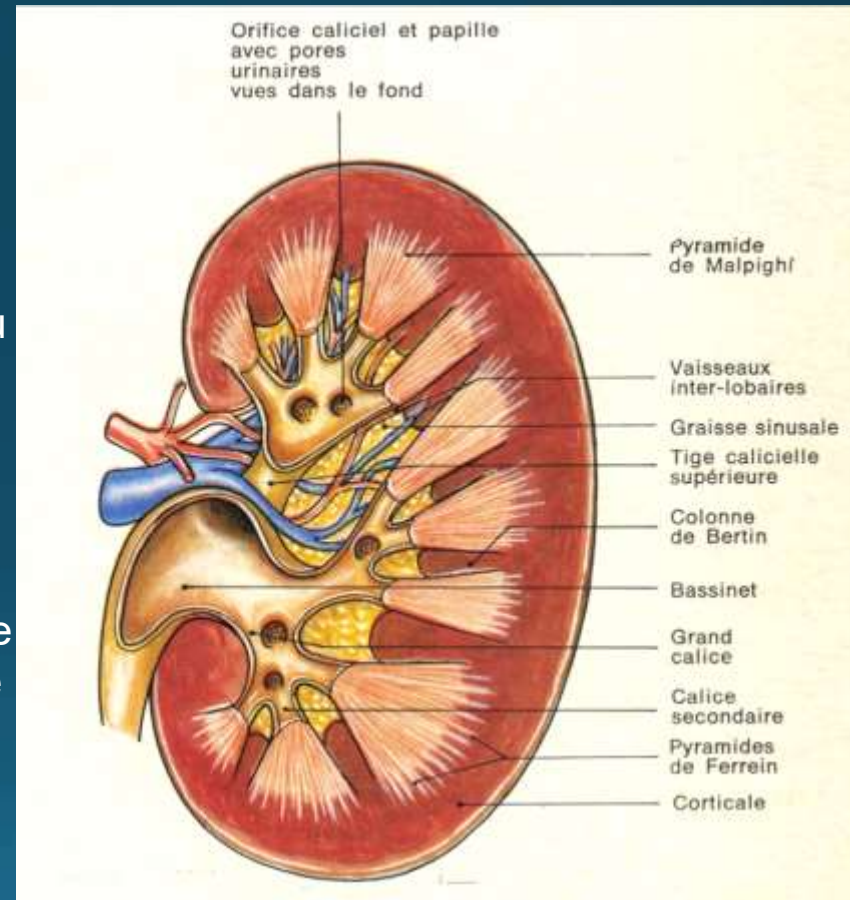 Orifice caliciel et papille
avec pores
urinaires
vues dans le fond
Pyramide
de Malpighi
Vaisseaux
inter-lobaires
Graisse sinusale
Tige calicielle
supérieure
Colonne
de Bertin
Bassinet
Grand
calice
Calice
secondaire
Pyramides
de Ferrein
Corticale